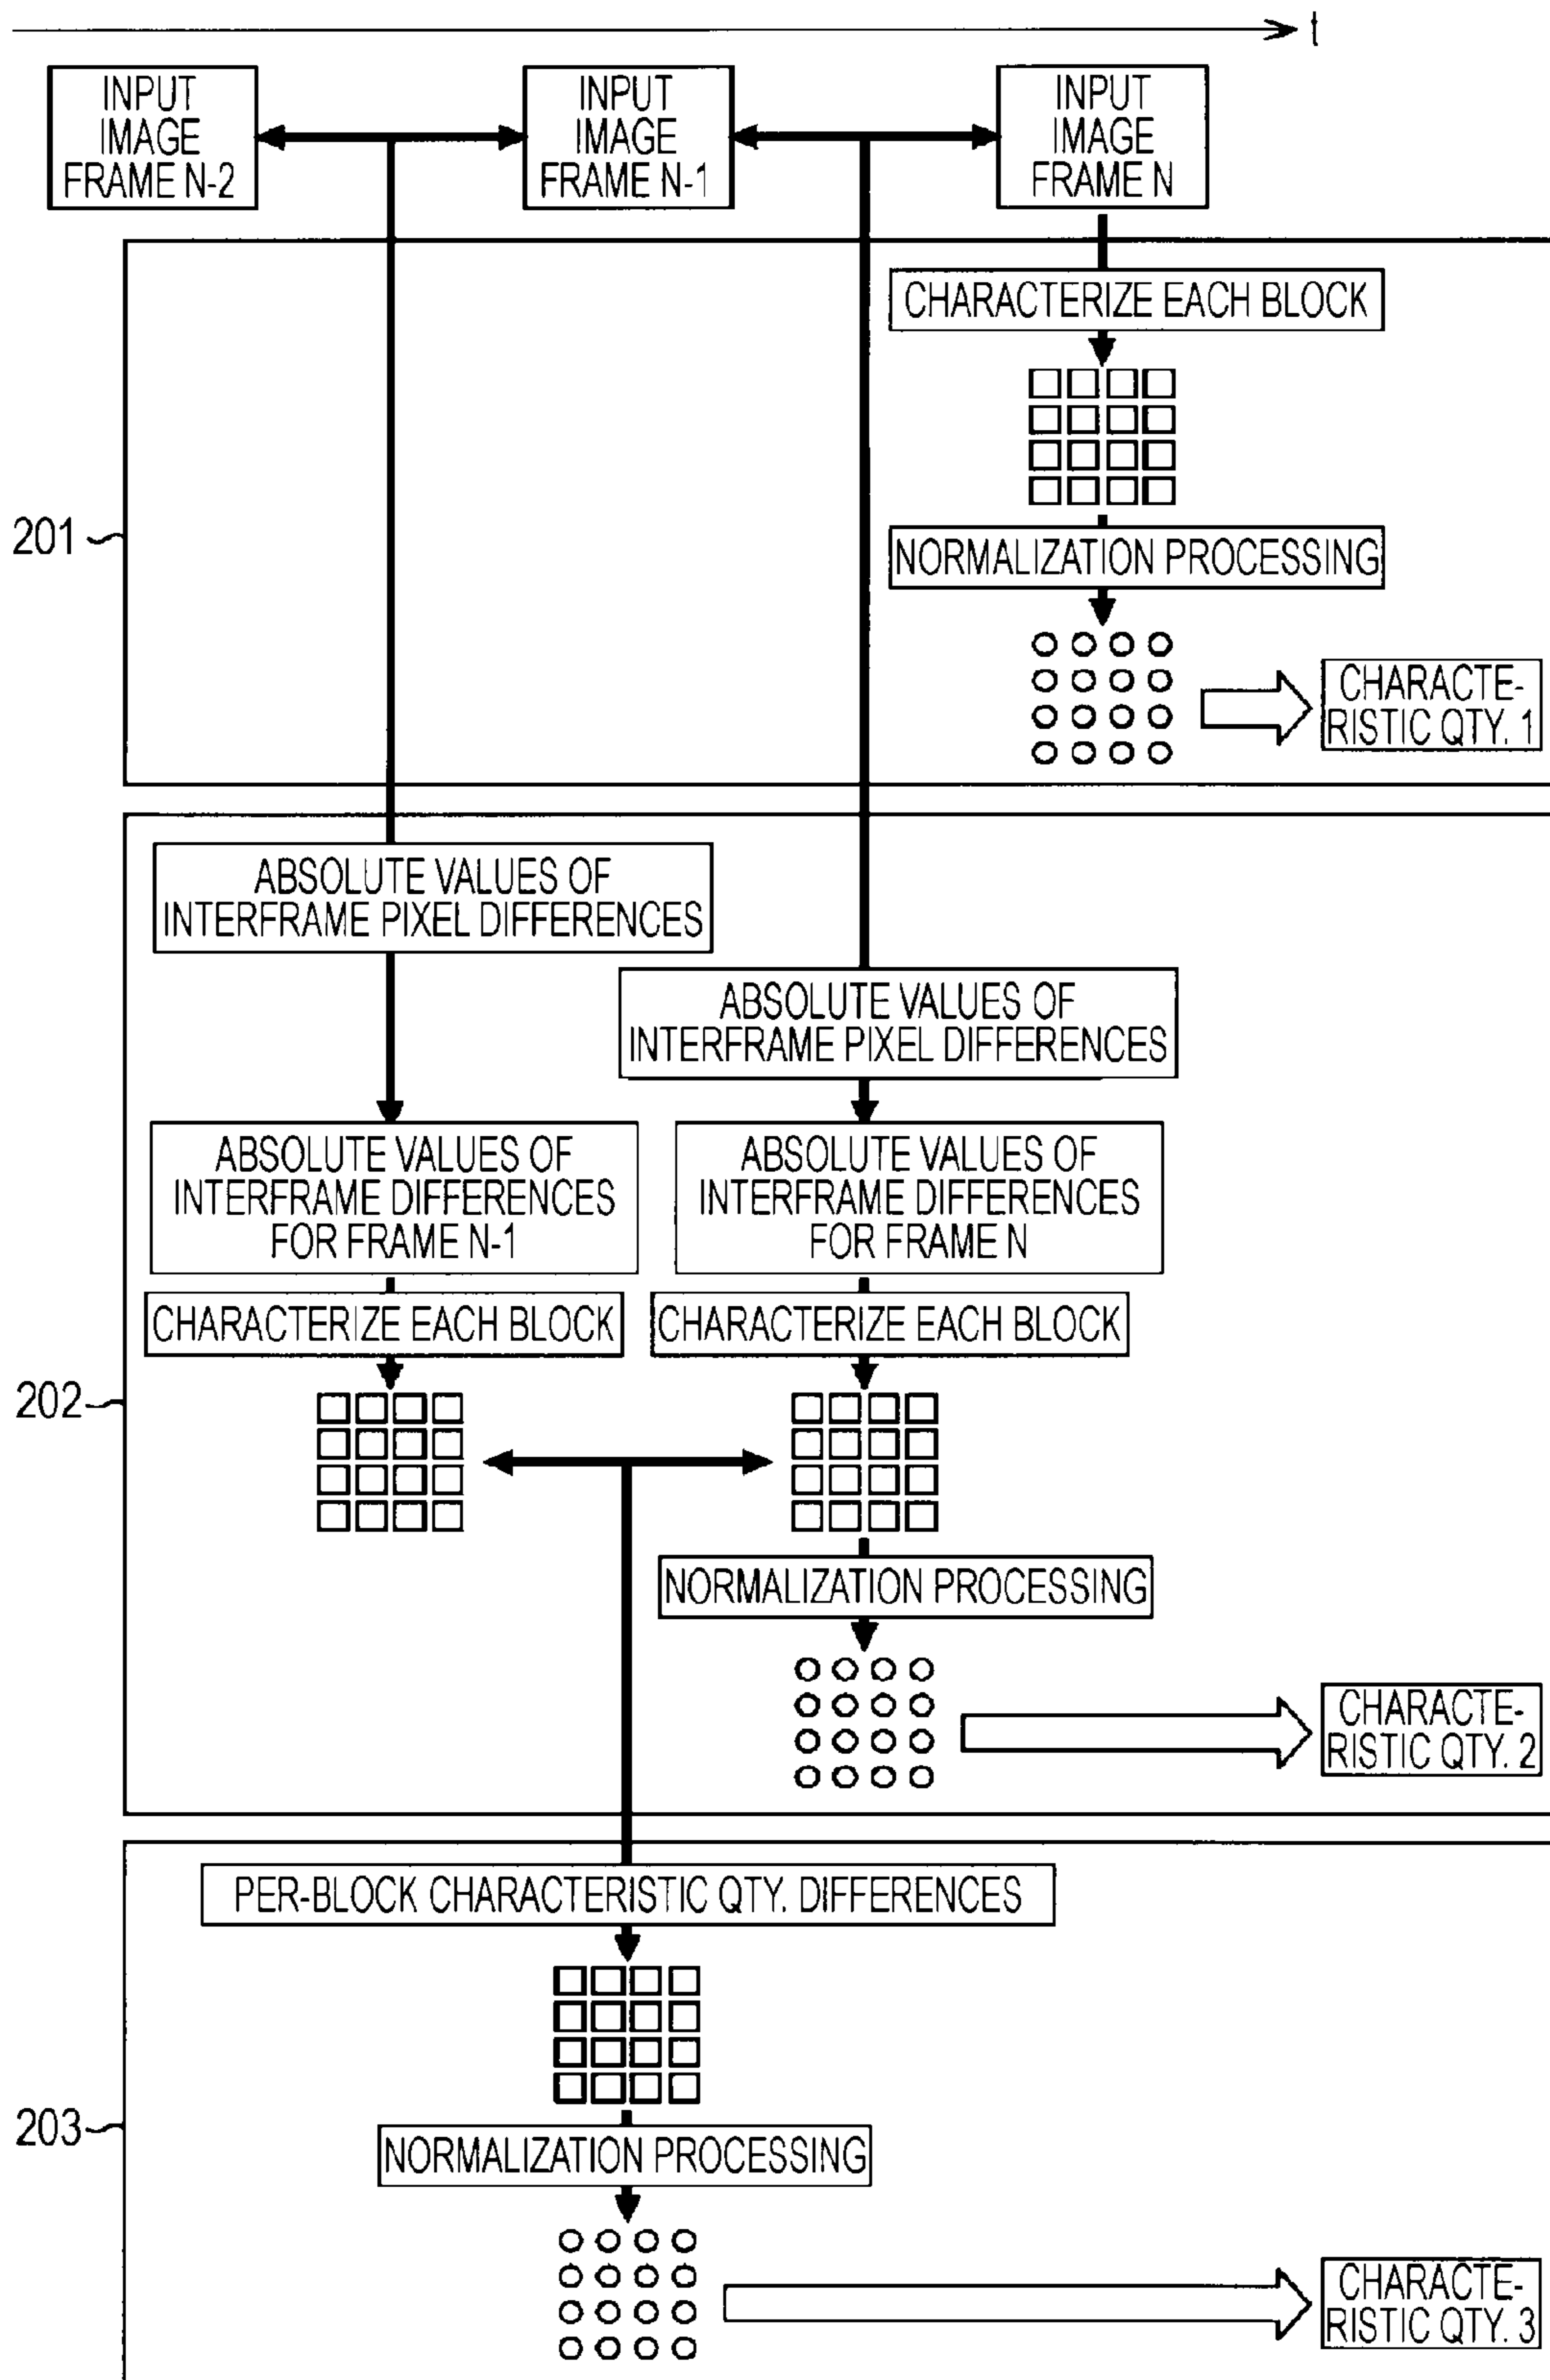 t
INPUT
IMAGE
FRAME N-2
INPUT
IMAGE
FRAME N-1
INPUT
IMAGE
FRAME N
CHARACTERIZE EACH BLOCK
201
NORMALIZATION PROCESSING
CHARACTE-
RISTIC QTY. 1
ABSOLUTE VALUES OF
INTERFRAME PIXEL DIFFERENCES
ABSOLUTE VALUES OF
INTERFRAME PIXEL DIFFERENCES
ABSOLUTE VALUES OF
INTERFRAME DIFFERENCES
FOR FRAME N-1
ABSOLUTE VALUES OF
INTERFRAME DIFFERENCES
FOR FRAME N
CHARACTERIZE EACH BLOCK
CHARACTERIZE EACH BLOCK
202
NORMALIZATION PROCESSING
CHARACTE-
RISTIC QTY. 2
PER-BLOCK CHARACTERISTIC QTY. DIFFERENCES
203
NORMALIZATION PROCESSING
CHARACTE-
RISTIC QTY. 3